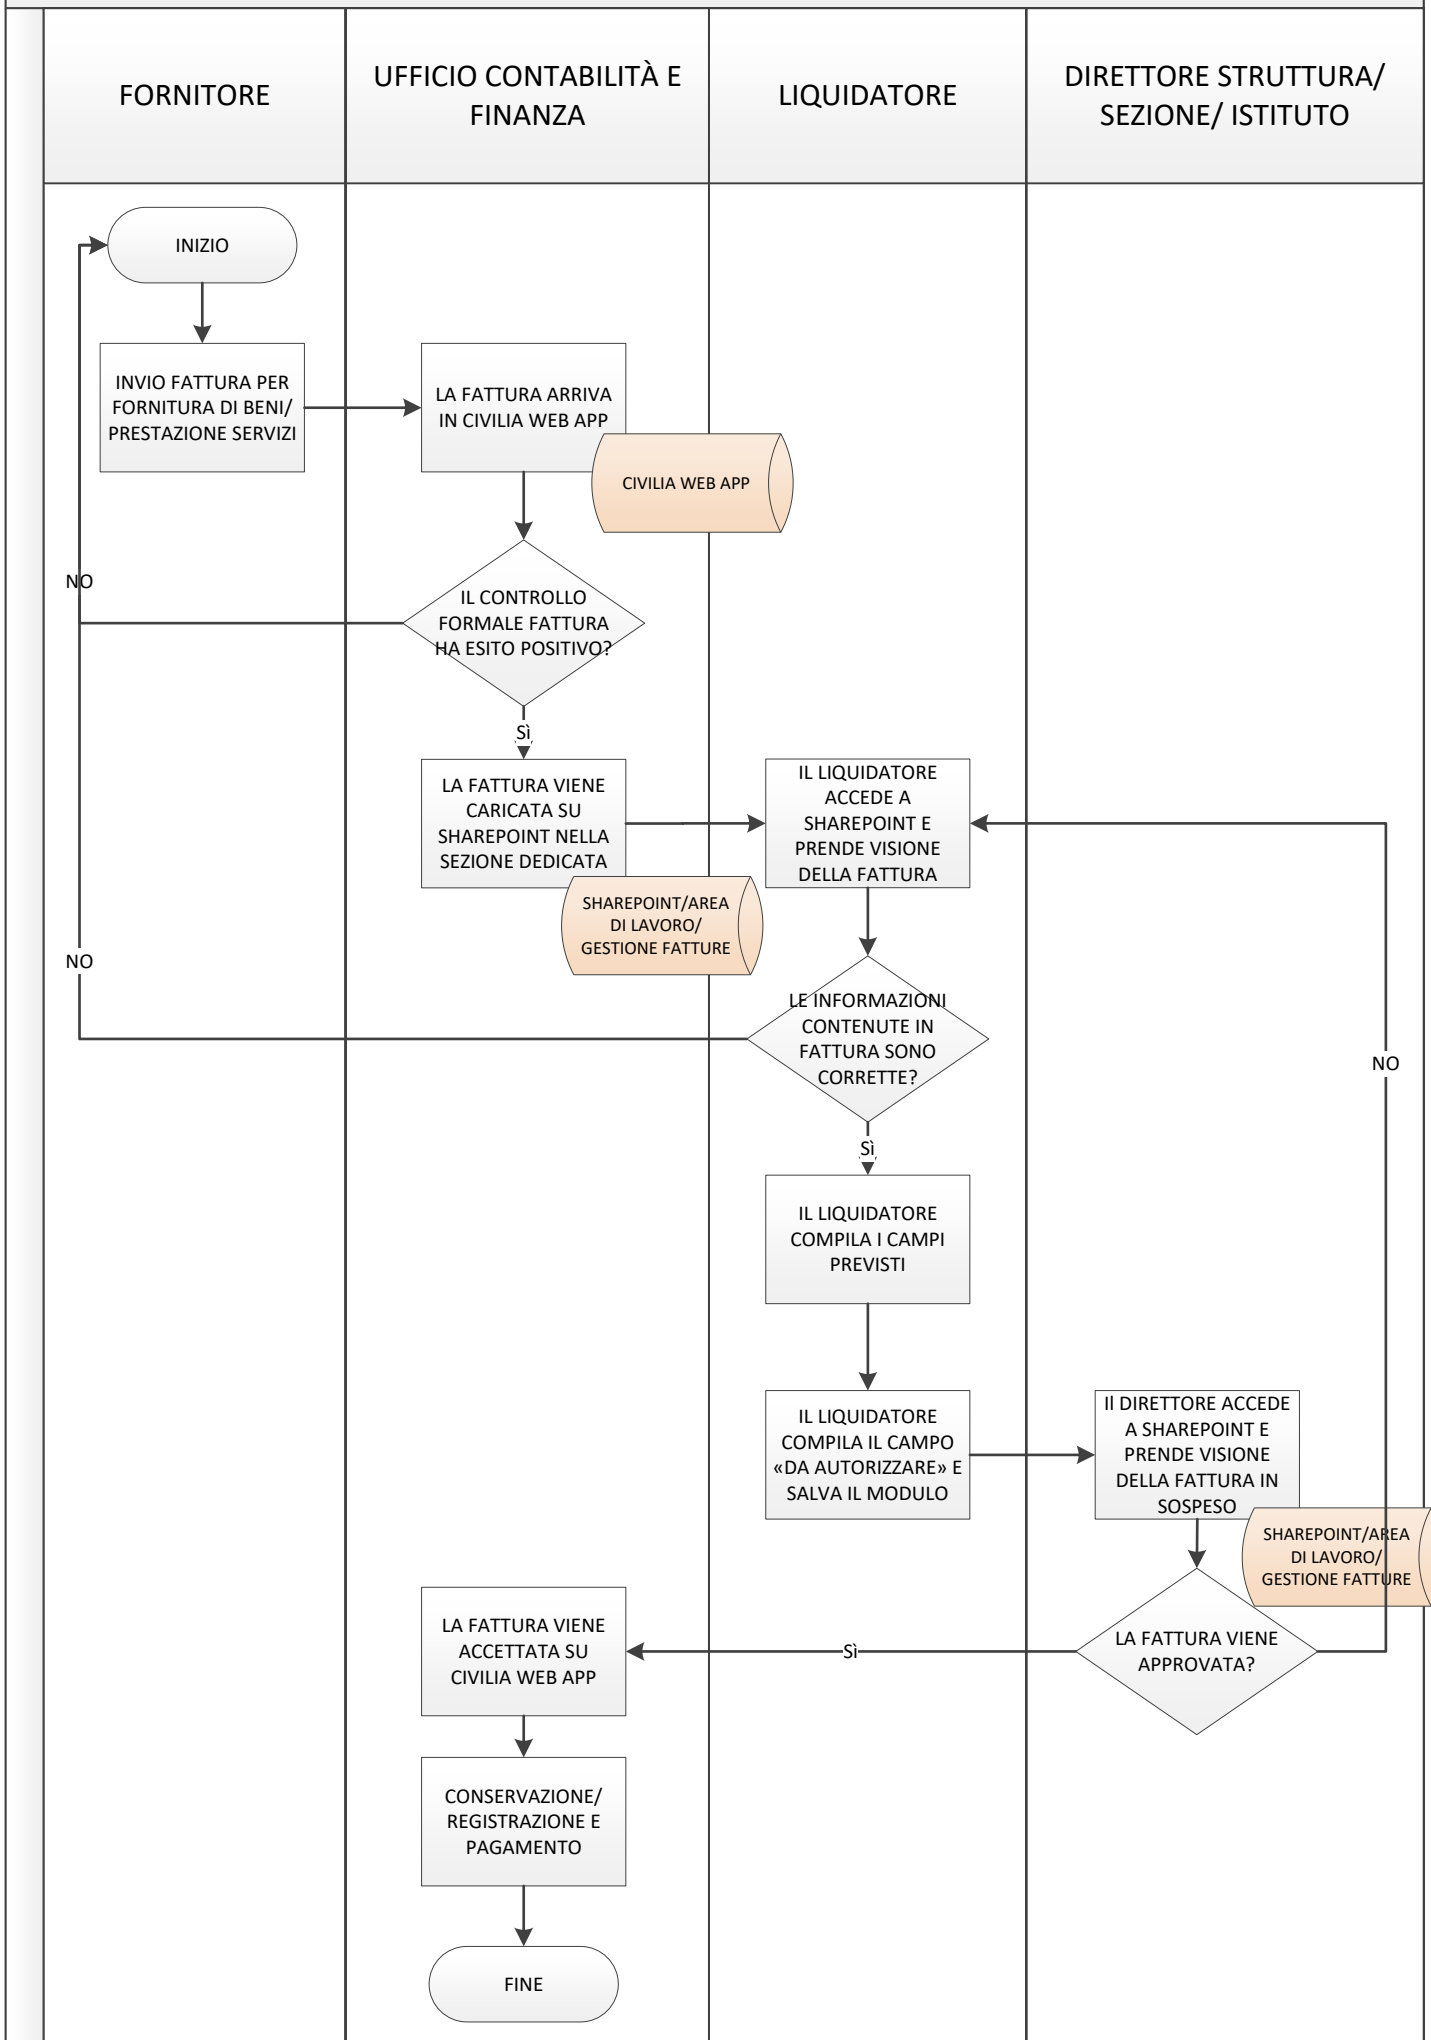 FORNITORE
UFFICIO CONTABILITÀ E
FINANZA
LIQUIDATORE
DIRETTORE STRUTTURA/
SEZIONE/ ISTITUTO
INIZIO
INVIO FATTURA PER
FORNITURA DI BENI/
PRESTAZIONE SERVIZI
LA FATTURA ARRIVA
IN CIVILIA WEB APP
CIVILIA WEB APP
NO
IL CONTROLLO
FORMALE FATTURA
HA ESITO POSITIVO?
Sì
LA FATTURA VIENE
CARICATA SU
SHAREPOINT NELLA
SEZIONE DEDICATA
SHAREPOINT/AREA
DI LAVORO/
GESTIONE FATTURE
IL LIQUIDATORE
ACCEDE A
SHAREPOINT E
PRENDE VISIONE
DELLA FATTURA
NO
LE INFORMAZIONI
CONTENUTE IN
FATTURA SONO
CORRETTE?
NO
Sì
IL LIQUIDATORE
COMPILA I CAMPI
PREVISTI
IL LIQUIDATORE
COMPILA IL CAMPO
«DA AUTORIZZARE» E
SALVA IL MODULO
Il DIRETTORE ACCEDE
A SHAREPOINT E
PRENDE VISIONE
DELLA FATTURA IN
SOSPESO
SHAREPOINT/AREA
DI LAVORO/
GESTIONE FATTURE
LA FATTURA VIENE
APPROVATA?
Sì
LA FATTURA VIENE
ACCETTATA SU
CIVILIA WEB APP
CONSERVAZIONE/
REGISTRAZIONE E
PAGAMENTO
FINE